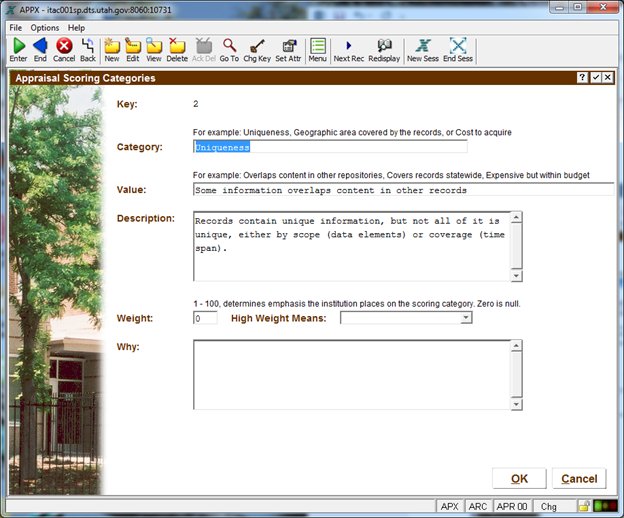 APPX - itac001sp.dts.utah.gov:8060:10731
File Options Help
Enter End Cancel Back New Edit View Delete Ack Del Go To Chg Key Set Attr Menu Next Rec Redisplay New Sess End Sess
Appraisal Scoring Categories
Key: 2
For example: Uniqueness, Geographic area covered by the records, or Cost to acquire
Category: Uniqueness
For example: Overlaps content in other repositories, Covers records statewide, Expensive but within budget
Value: Some information overlaps content in other records
Description: Records contain unique information, but not all of it is
unique, either by scope (data elements) or coverage (time
span).
1 - 100, determines emphasis the institution places on the scoring category. Zero is null.
Weight: 0 High Weight Means:
Why:
OK Cancel
APX ARC APR 00 Chg